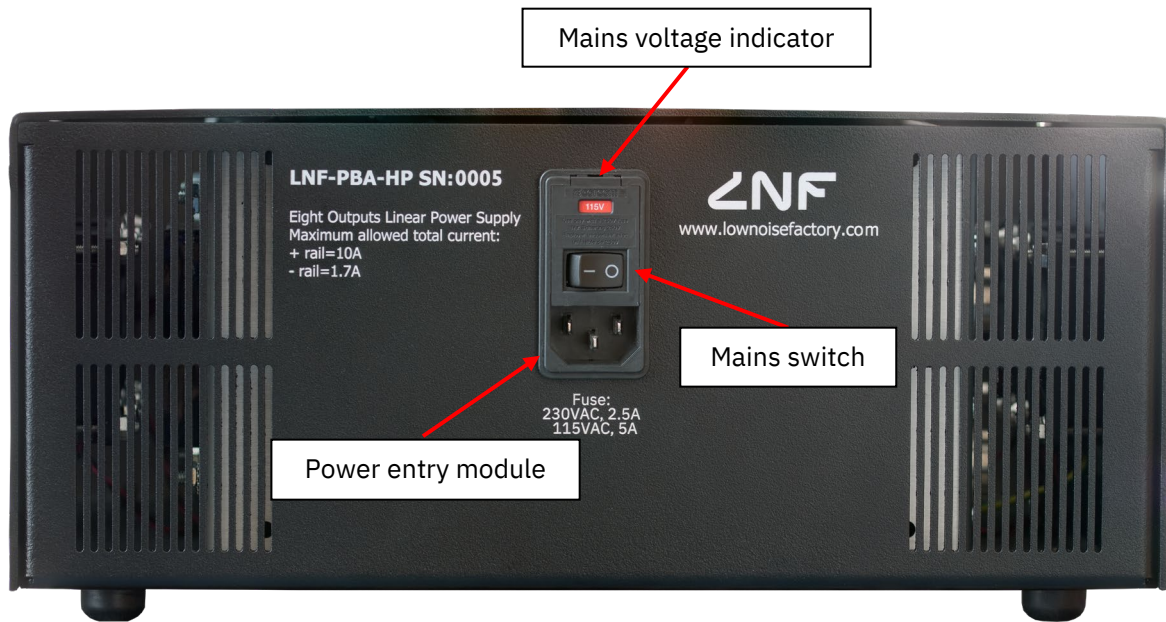 Mains voltage indicator
LNF-PBA-HP SN:0005
Eight Outputs Linear Power Supply
Maximum allowed total current:
+ rail=10A
- rail=1.7A
115V
LNF
www.lownoisefactory.com
Mains switch
Fuse:
230VAC, 2.5A
115VAC, 5A
Power entry module